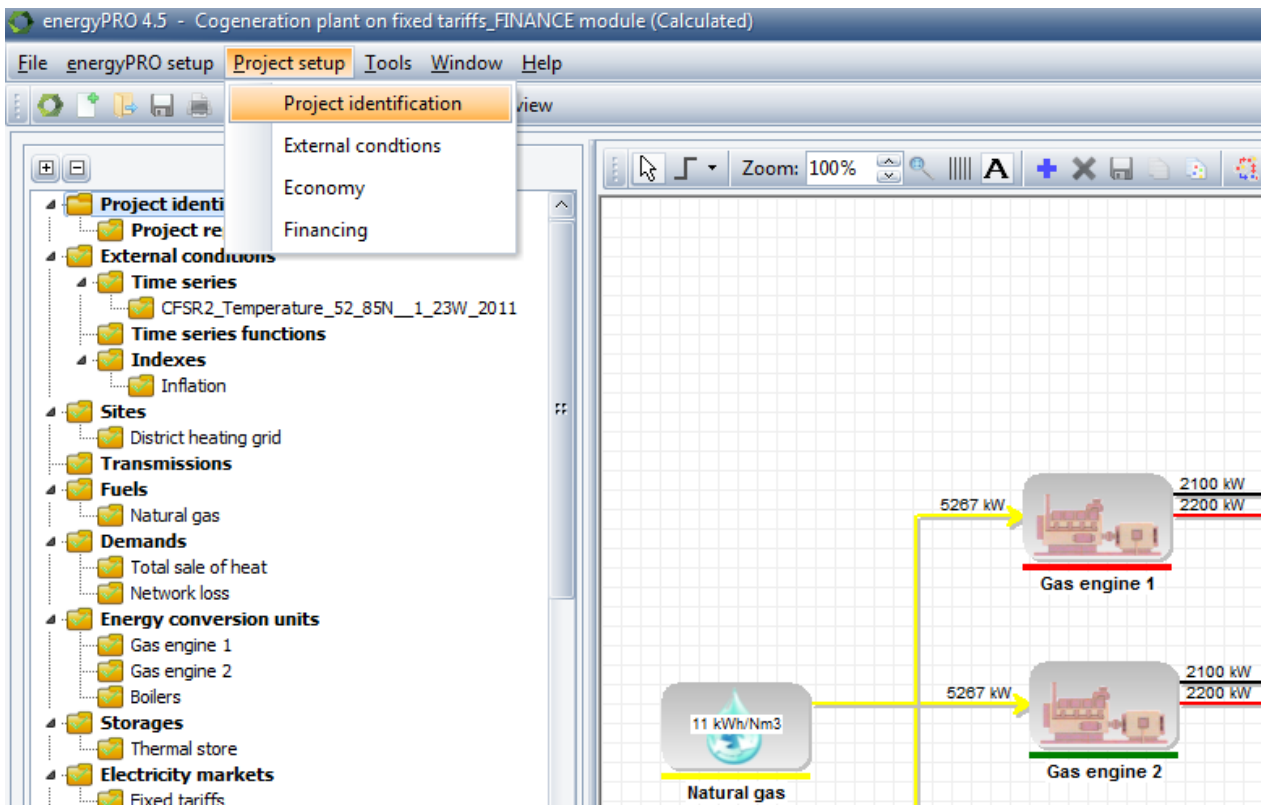 energyPRO 4.5 - Cogeneration plant on fixed tariffs_FINANCE module (Calculated)
File energyPRO setup Project setup Tools Window Help
Project identification
External condtions
Economy
Financing
view
Zoom: 100%
A
Project identi
Project re
External conditions
Time series
CFSR2_Temperature_52_85N__1_23W_2011
Time series functions
Indexes
Inflation
Sites
District heating grid
Transmissions
Fuels
Natural gas
Demands
Total sale of heat
Network loss
Energy conversion units
Gas engine 1
Gas engine 2
Boilers
Storages
Thermal store
Electricity markets
Fixed tariffs
5267 kW
2100 kW
2200 kW
Gas engine 1
11 kWh/Nm3
Natural gas
5267 kW
2100 kW
2200 kW
Gas engine 2